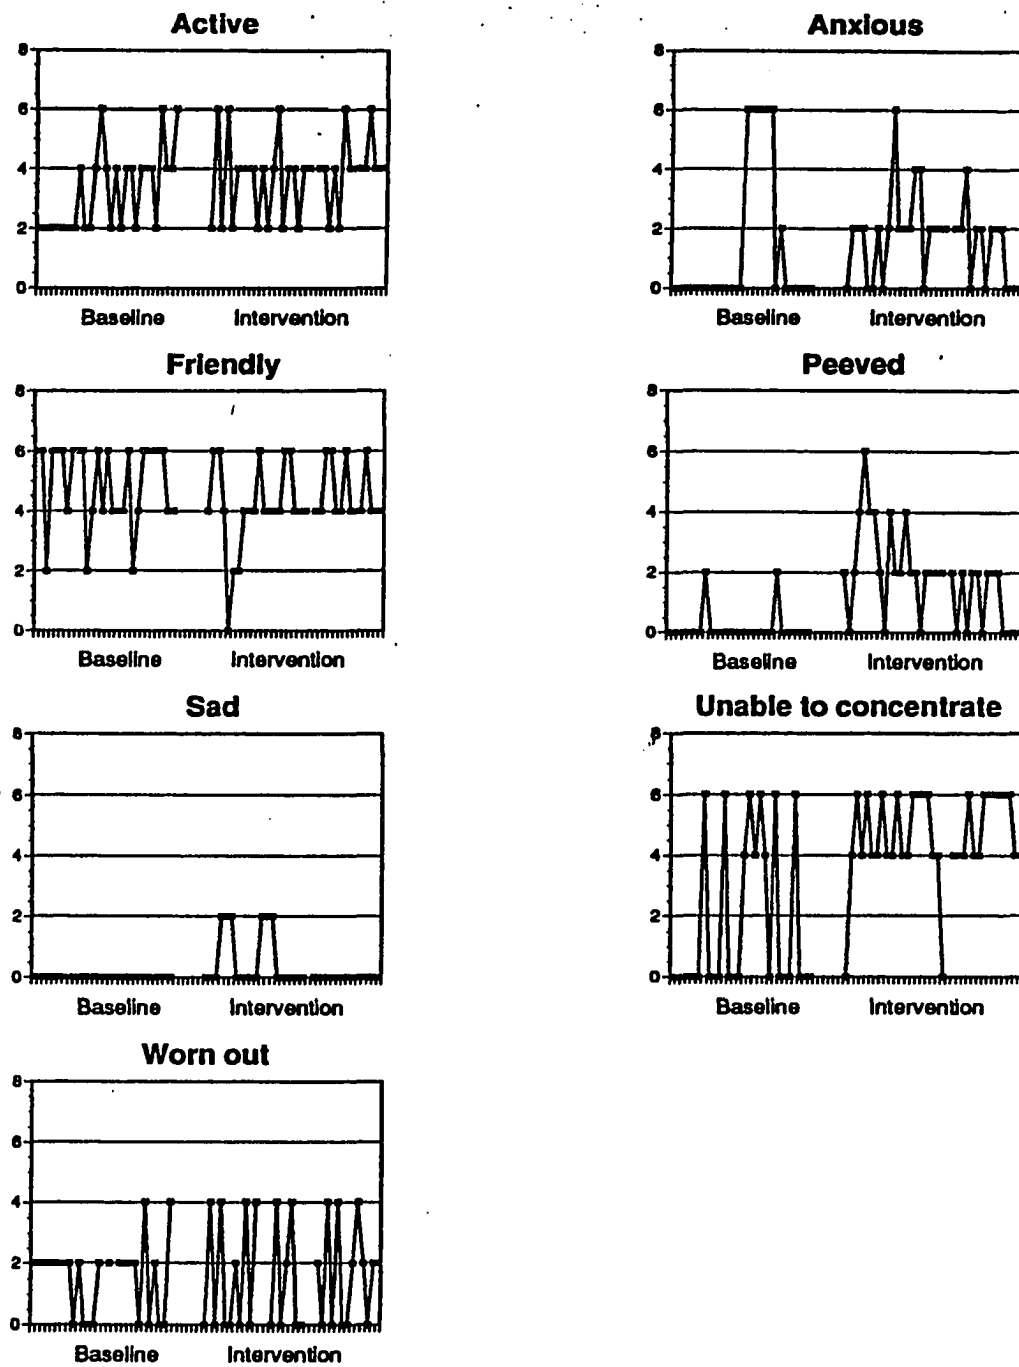 Active
8
6
4
2
0
Baseline Intervention
Anxious
8
6
4
2
0
Baseline Intervention
Friendly
8
6
4
2
0
Baseline Intervention
Peeved
8
6
4
2
0
Baseline Intervention
Sad
8
6
4
2
0
Baseline Intervention
Unable to concentrate
8
6
4
2
0
Baseline Intervention
Worn out
8
6
4
2
0
Baseline Intervention